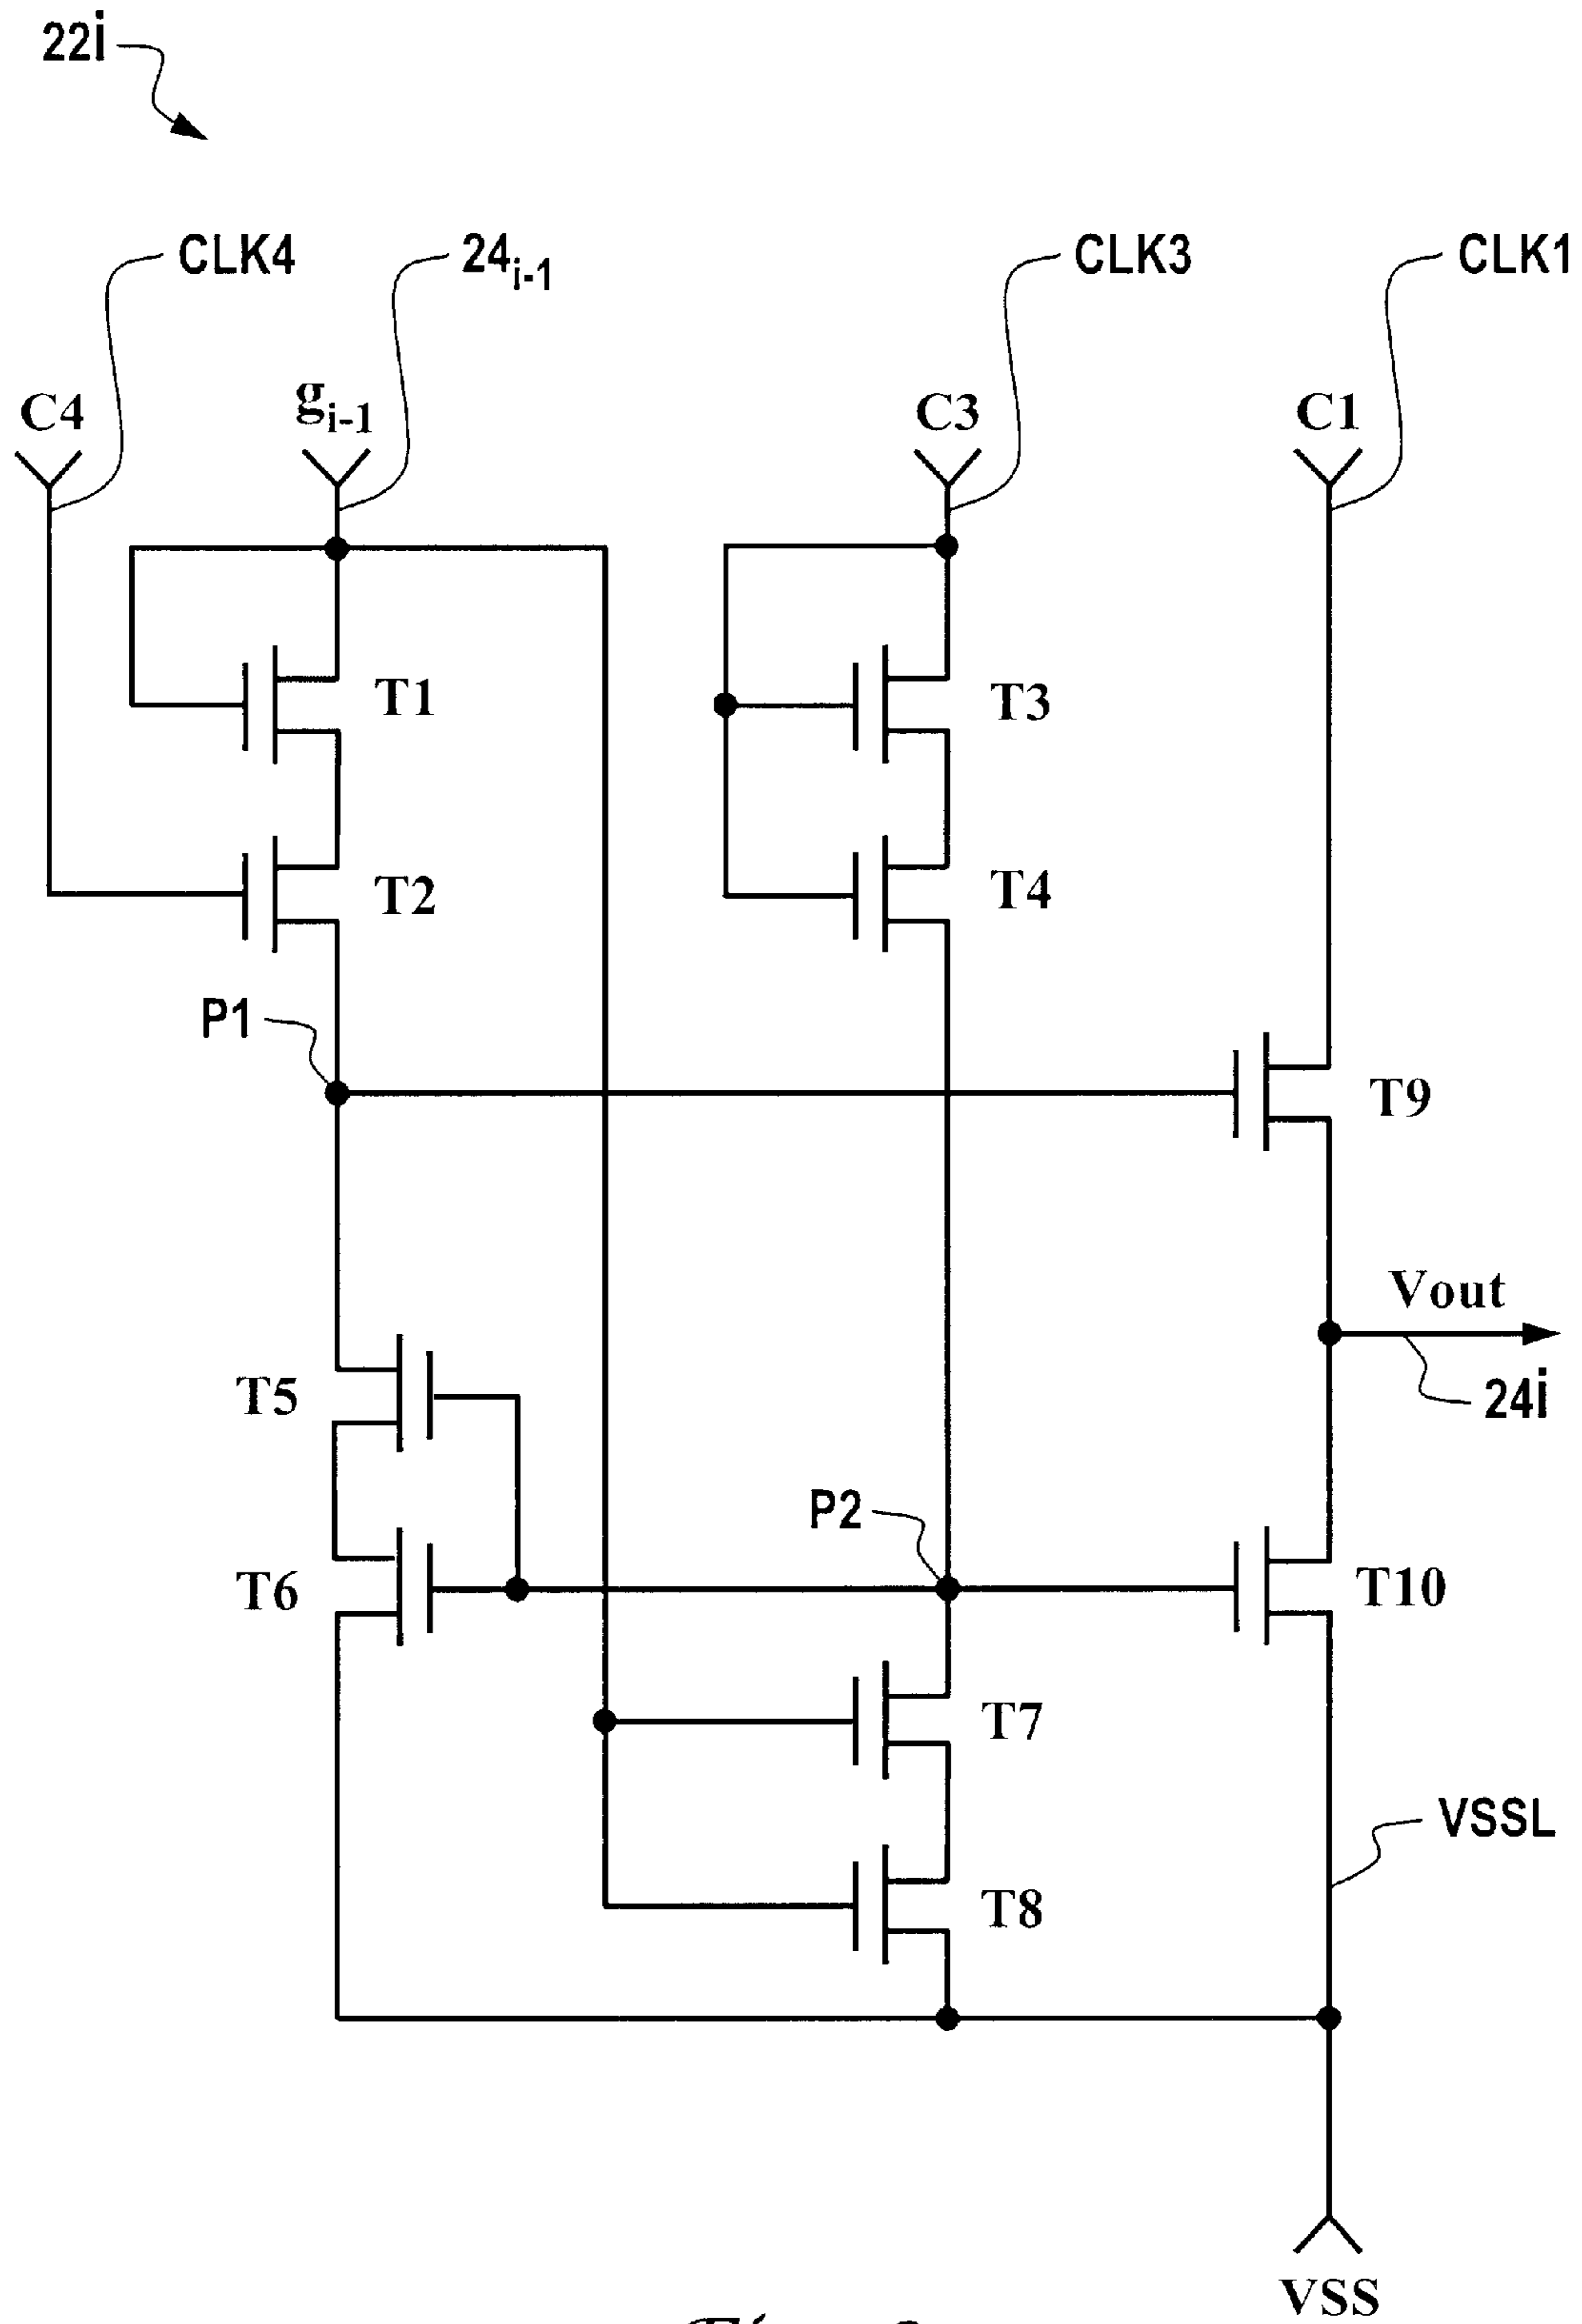 22i
CLK4
24i-1
CLK3
CLK1
C4
gi-1
C3
C1
T1
T3
T2
T4
P1
T9
Vout
T5
24i
P2
T6
T10
T7
VSSL
T8
VSS